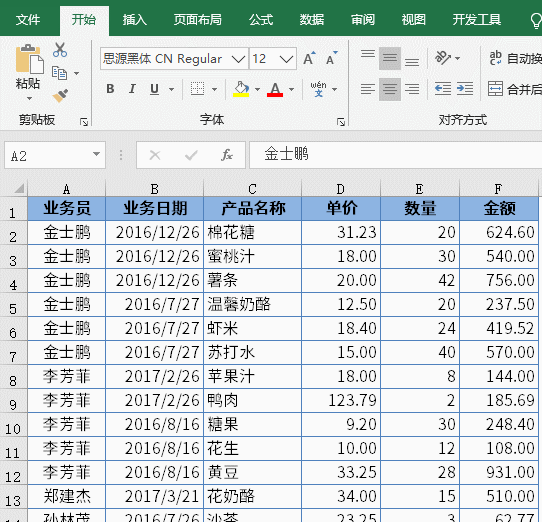 文件 开始 插入 页面布局 公式 数据 审阅 视图 开发工具
思源黑体 CN Regular 12 A A ab 自动换
粘贴 B I U A wén 文 合并后
剪贴板 字体 对齐方式
A2 fx 金士鹏
A B C D E F
1 业务员 业务日期 产品名称 单价 数量 金额
2 金士鹏 2016/12/26 棉花糖 31.23 20 624.60
3 金士鹏 2016/12/26 蜜桃汁 18.00 30 540.00
4 金士鹏 2016/12/26 薯条 20.00 42 756.00
5 金士鹏 2016/7/27 温馨奶酪 12.50 20 237.50
6 金士鹏 2016/7/27 虾米 18.40 24 419.52
7 金士鹏 2016/7/27 苏打水 15.00 40 570.00
8 李芳菲 2017/2/26 苹果汁 18.00 8 144.00
9 李芳菲 2017/2/26 鸭肉 123.79 2 185.69
10 李芳菲 2016/8/16 糖果 9.20 30 248.40
11 李芳菲 2016/8/16 花生 10.00 12 108.00
12 李芳菲 2016/8/16 黄豆 33.25 28 931.00
13 郑建杰 2017/3/21 花奶酪 34.00 15 510.00
14 孙林茂 2016/7/26 沙茶 23.25 3 62.77